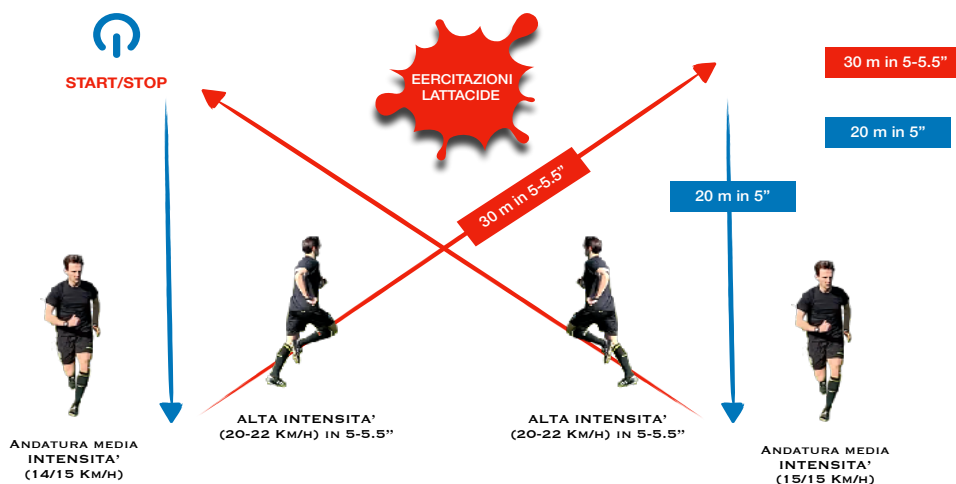 START/STOP
EERCITAZIONI
LATTACIDE
30 m in 5-5.5”
20 m in 5”
30 m in 5-5.5”
20 m in 5”
ALTA INTENSITA’
(20-22 KM/H) IN 5-5.5”
ALTA INTENSITA’
(20-22 KM/H) IN 5-5.5”
ANDATURA MEDIA
INTENSITA’
(14/15 KM/H)
ANDATURA MEDIA
INTENSITA’
(15/15 KM/H)